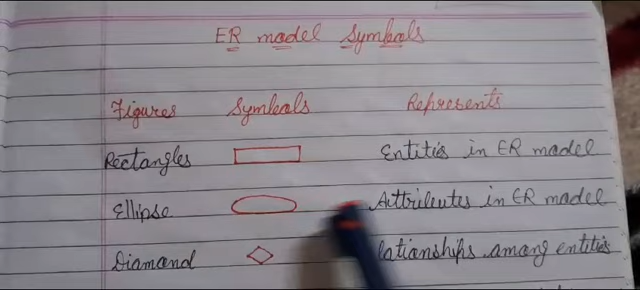 ER model Symbols
Figures Symbols Represents
Rectangles Entities in ER model
Ellipse Attributes in ER model
Diamond lationships among entities